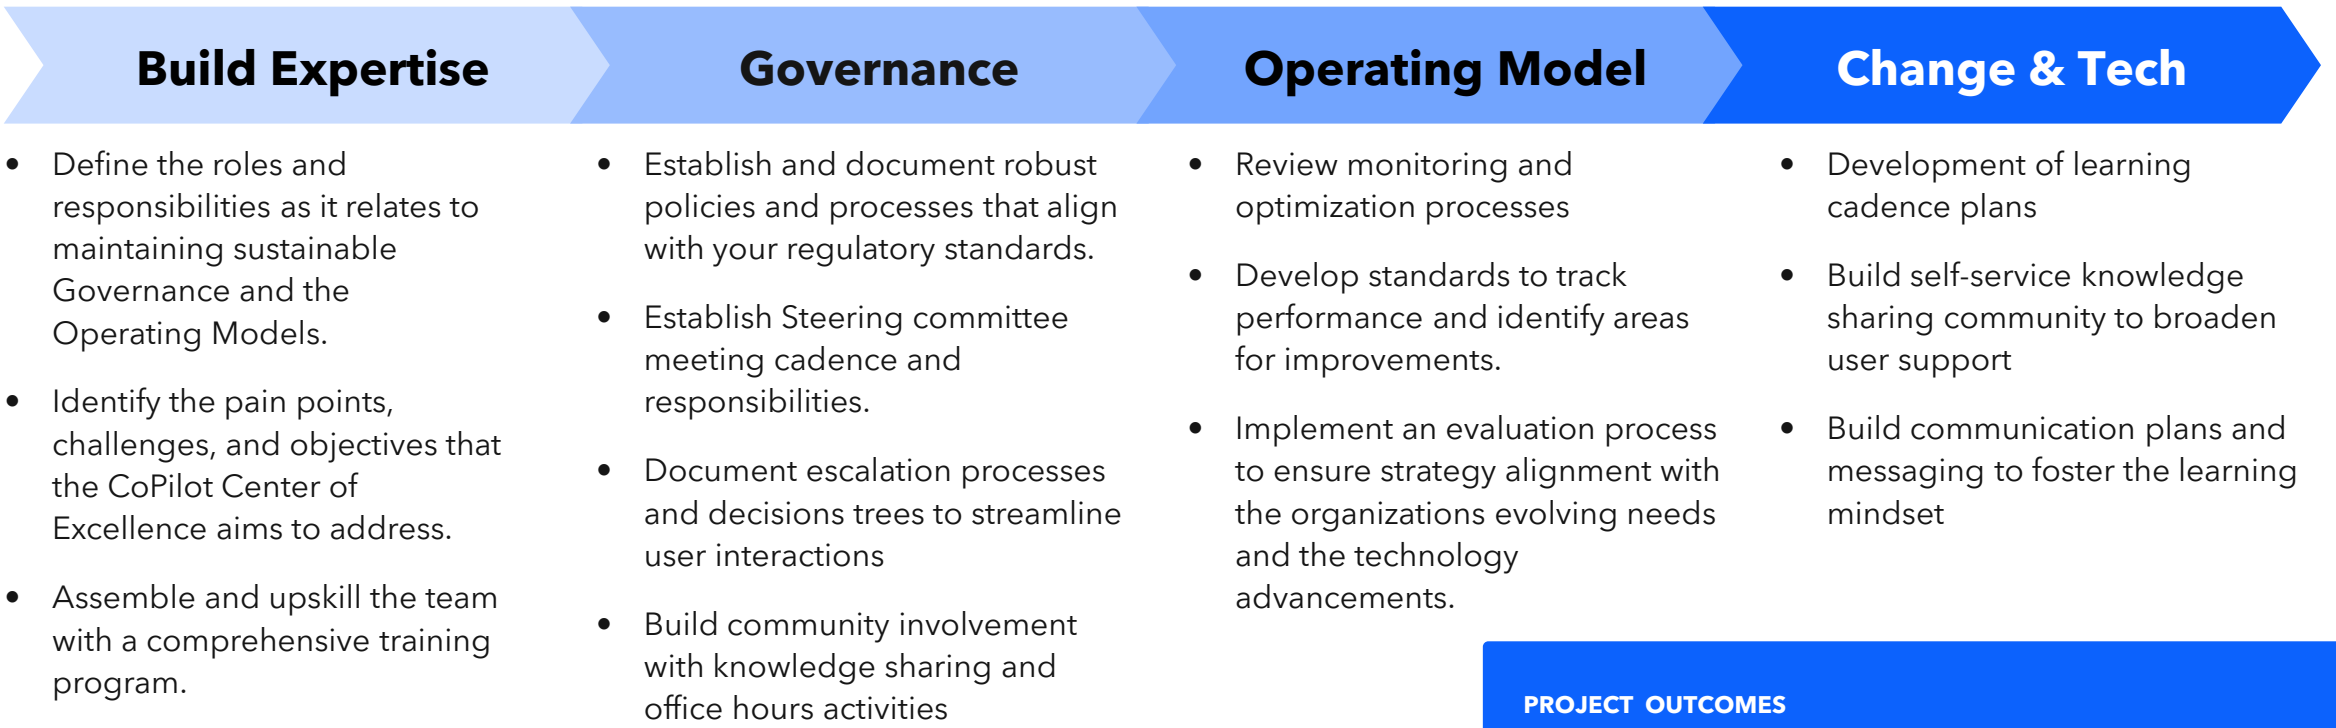 Build Expertise
Governance
Operating Model
Change & Tech
• Define the roles and
responsibilities as it relates to
maintaining sustainable
Governance and the
Operating Models.
• Identify the pain points,
challenges, and objectives that
the CoPilot Center of
Excellence aims to address.
• Assemble and upskill the team
with a comprehensive training
program.
• Establish and document robust
policies and processes that align
with your regulatory standards.
• Establish Steering committee
meeting cadence and
responsibilities.
• Document escalation processes
and decisions trees to streamline
user interactions
• Build community involvement
with knowledge sharing and
office hours activities
• Review monitoring and
optimization processes
• Develop standards to track
performance and identify areas
for improvements.
• Implement an evaluation process
to ensure strategy alignment with
the organizations evolving needs
and the technology
advancements.
• Development of learning
cadence plans
• Build self-service knowledge
sharing community to broaden
user support
• Build communication plans and
messaging to foster the learning
mindset
PROJECT OUTCOMES